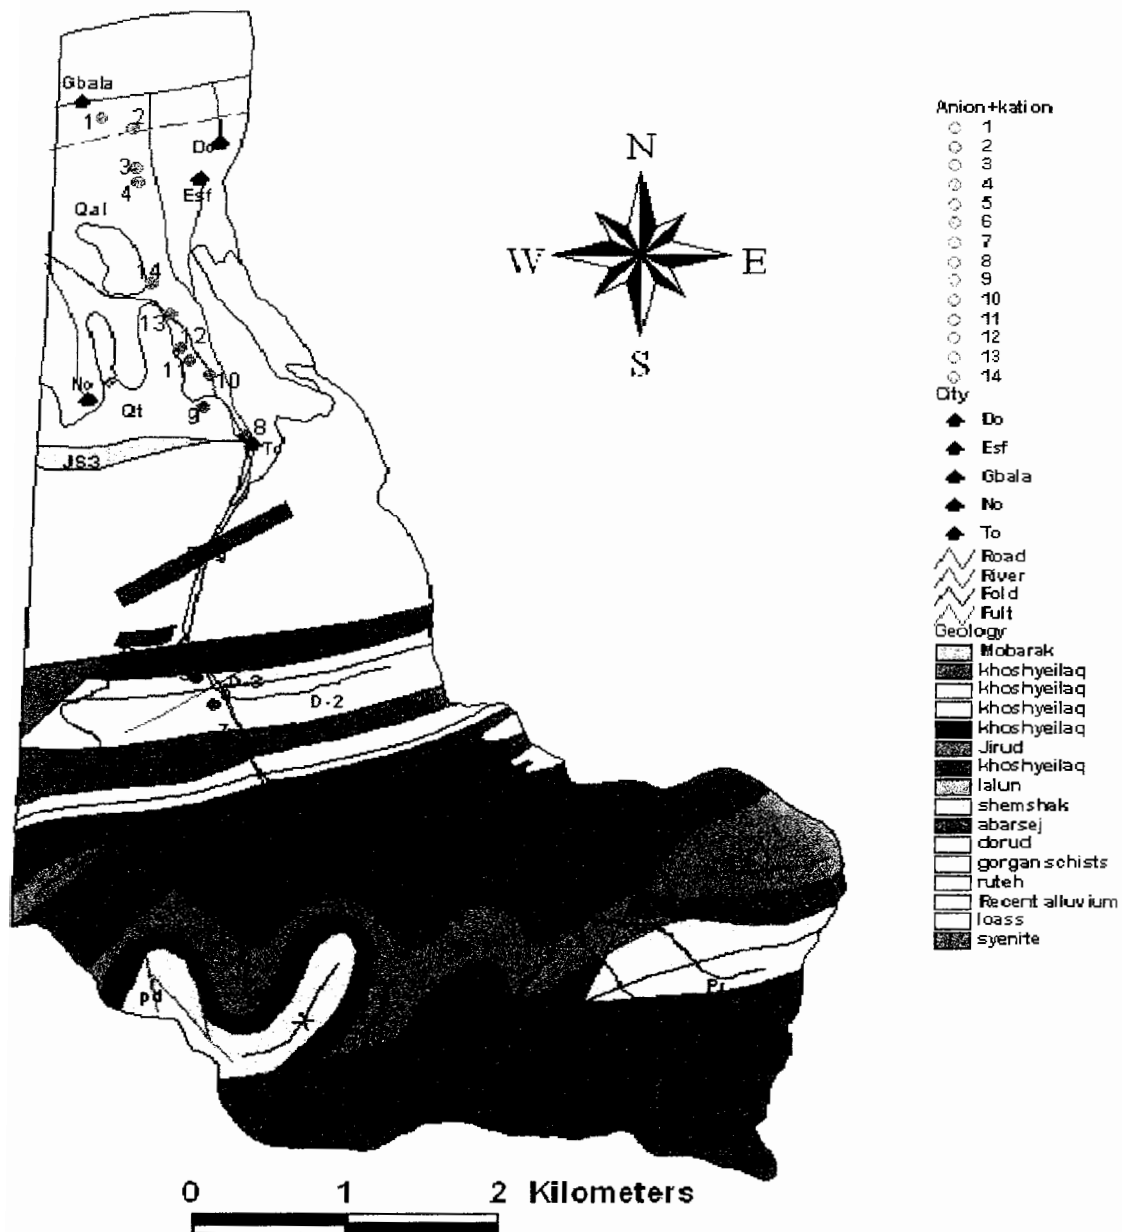 Gbala
1
2
Do
3
4
Esf
Qal
14
13
12
11
10
No
Qt
9
8
To
JS3
D-3
D-2
7
pd
Pr
N
W E
S
Anion+kation
1
2
3
4
5
6
7
8
9
10
11
12
13
14
City
Do
Esf
Gbala
No
To
Road
River
Fold
Fult
Geology
Mobarak
khoshyeilaq
khoshyeilaq
khoshyeilaq
khoshyeilaq
Jirud
khoshyeilaq
lalun
shemshak
abarsej
dorud
gorgan schists
ruteh
Recent alluvium
loass
syenite
0 1 2 Kilometers